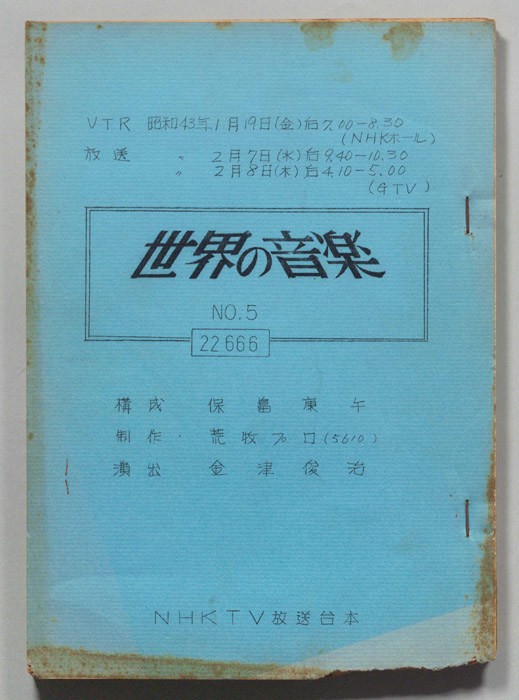 VTR 昭和43年1月19日(金)后7.00-8.30
(NHKホール)
放送 〃 2月7日(水)后9.40-10.30
〃 2月8日(木)后4.10-5.00
(GTV)
世界の音楽
NO.5
22666
構成 保富康午
制作・荒牧プロ(5610)
演出 金津俊治
NHKTV放送台本